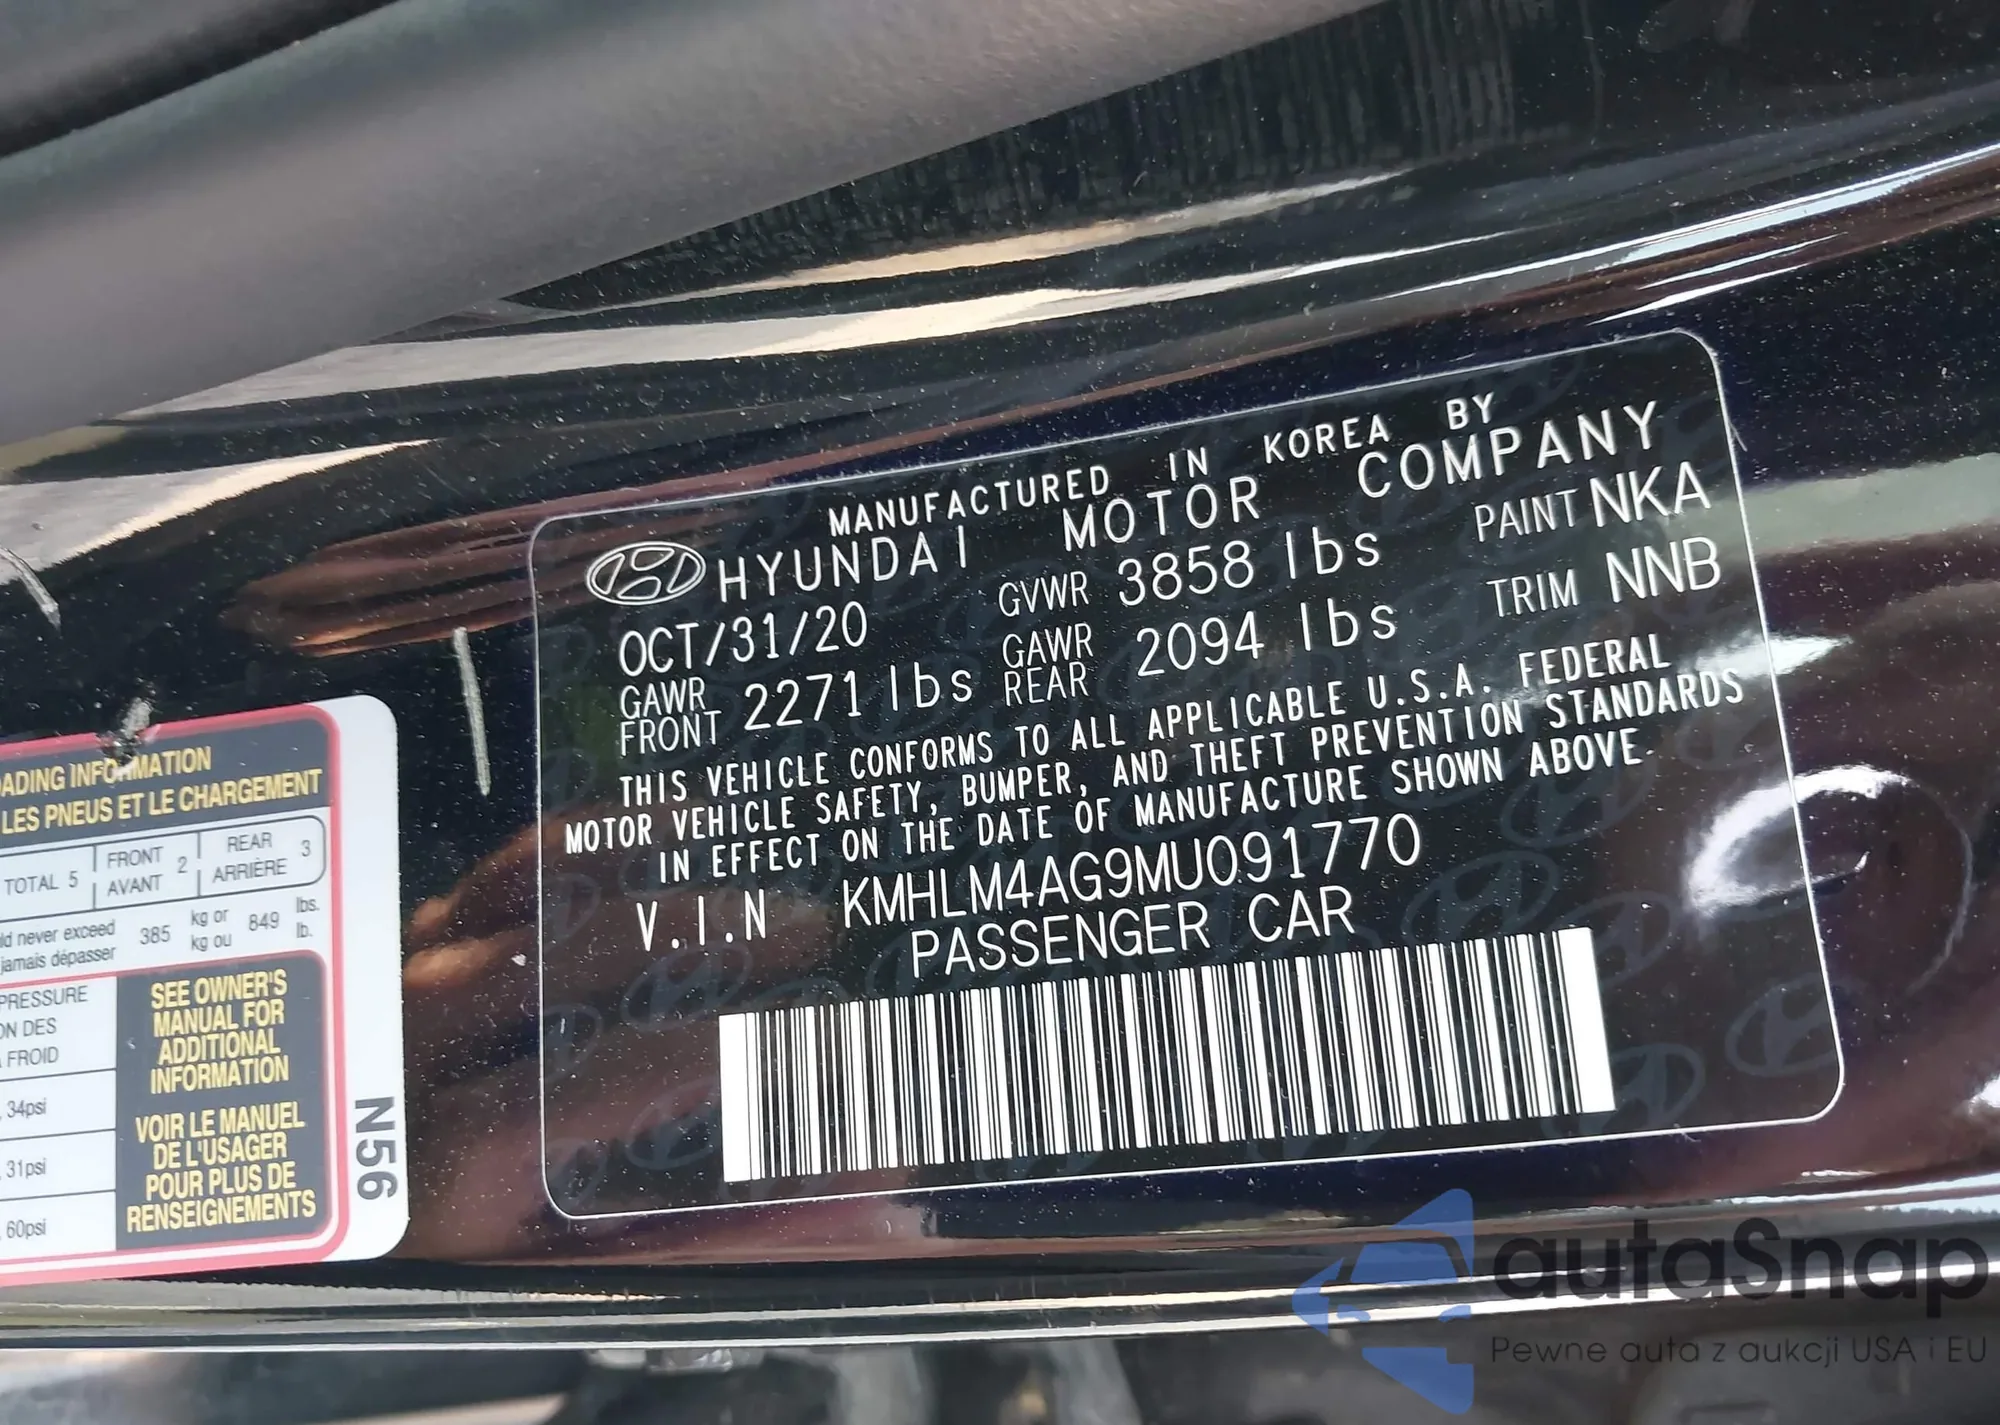 MANUFACTURED IN KOREA BY
HYUNDAI MOTOR COMPANY
OCT/31/20 GVWR 3858 lbs PAINT NKA
GAWR FRONT 2271 lbs GAWR REAR 2094 lbs TRIM NNB
THIS VEHICLE CONFORMS TO ALL APPLICABLE U.S.A. FEDERAL
MOTOR VEHICLE SAFETY, BUMPER, AND THEFT PREVENTION STANDARDS
IN EFFECT ON THE DATE OF MANUFACTURE SHOWN ABOVE.
V.I.N KMHLM4AG9MU091770
PASSENGER CAR
ADING INFORMATION
LES PNEUS ET LE CHARGEMENT
TOTAL 5 FRONT AVANT 2 REAR ARRIÈRE 3
ld never exceed 385 kg or 849 lbs.
jamais dépasser kg ou lb.
PRESSURE
ON DES
FROID
34psi
31psi
60psi
SEE OWNER'S
MANUAL FOR
ADDITIONAL
INFORMATION
VOIR LE MANUEL
DE L'USAGER
POUR PLUS DE
RENSEIGNEMENTS
N56
autaSnap
Pewne auta z aukcji USA i EU